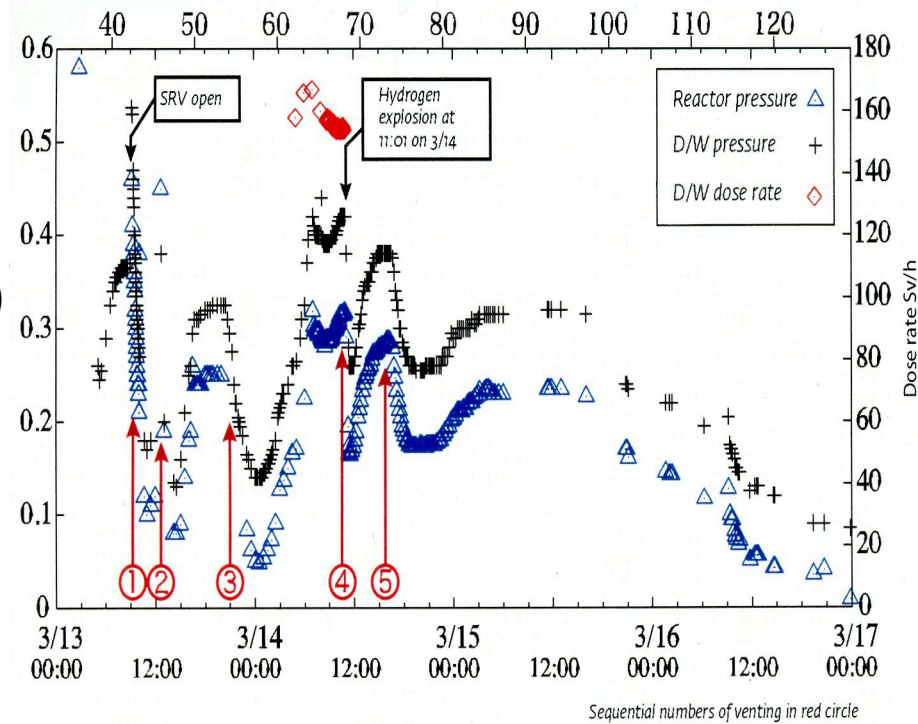 40 50 60 70 80 90 100 110 120
0.6
0.5
0.4
0.3
0.2
0.1
0
SRV open
Hydrogen
explosion at
11:01 on 3/14
Reactor pressure
D/W pressure
D/W dose rate
180
160
140
120
100
80
60
40
20
0
Dose rate Sv/h
1 2 3 4 5
3/13 3/14 3/15 3/16 3/17
00:00 12:00 00:00 12:00 00:00 12:00 00:00 12:00 00:00
Sequential numbers of venting in red circle